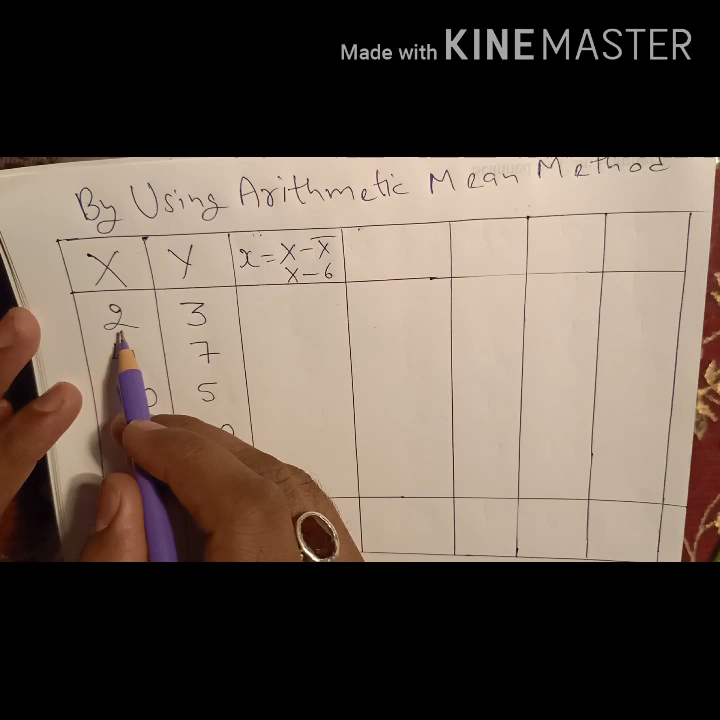 Made with KINEMASTER
By Using Arithmetic Mean Method
X Y x = X - X̅
X - 6
2 3
7
5